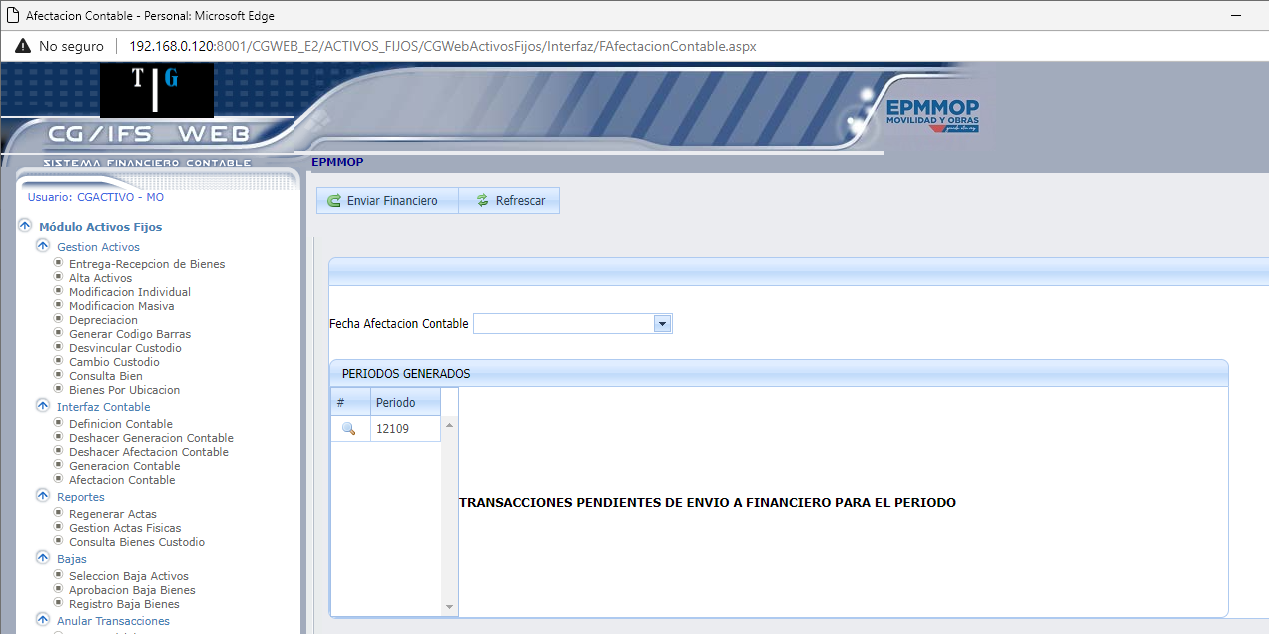 Afectacion Contable - Personal: Microsoft Edge
No seguro
192.168.0.120:8001/CGWEB_E2/ACTIVOS_FIJOS/CGWebActivosFijos/Interfaz/FAfectacionContable.aspx
T G
CG/IFS WEB
SISTEMA FINANCIERO CONTABLE
EPMMOP
MOVILIDAD Y OBRAS
EPMMOP
Usuario: CGACTIVO - MO
Módulo Activos Fijos
Gestion Activos
Entrega-Recepcion de Bienes
Alta Activos
Modificacion Individual
Modificacion Masiva
Depreciacion
Generar Codigo Barras
Desvincular Custodio
Cambio Custodio
Consulta Bien
Bienes Por Ubicacion
Interfaz Contable
Definicion Contable
Deshacer Generacion Contable
Deshacer Afectacion Contable
Generacion Contable
Afectacion Contable
Reportes
Regenerar Actas
Gestion Actas Fisicas
Consulta Bienes Custodio
Bajas
Seleccion Baja Activos
Aprobacion Baja Bienes
Registro Baja Bienes
Anular Transacciones
Enviar Financiero
Refrescar
Fecha Afectacion Contable
PERIODOS GENERADOS
# Periodo
12109
TRANSACCIONES PENDIENTES DE ENVIO A FINANCIERO PARA EL PERIODO